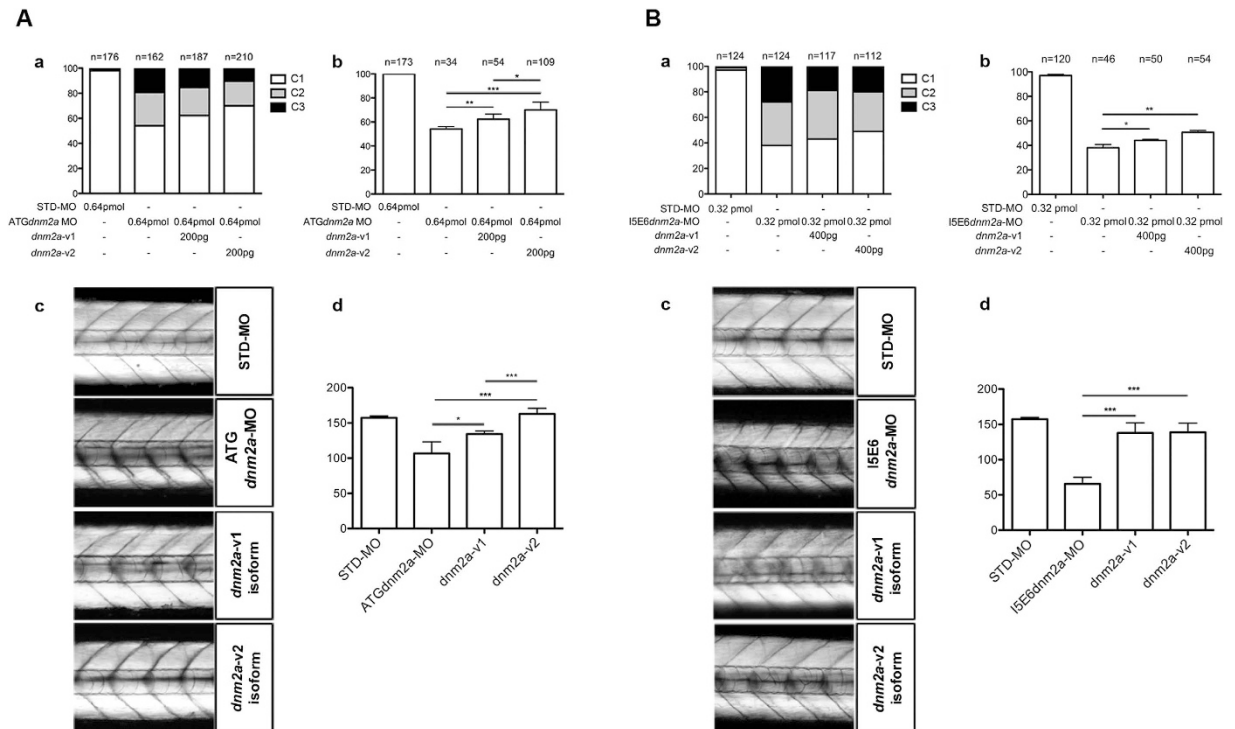 A
B
a
n=176 n=162 n=187 n=210
100
80
60
40
20
0
C1
C2
C3
STD-MO 0.64pmol - - -
ATGdnm2a MO - 0.64pmol 0.64pmol 0.64pmol
dnm2a-v1 - - 200pg -
dnm2a-v2 - - - 200pg
b
n=173 n=34 n=54 n=109
100
80
60
40
20
0
*
***
**
STD-MO 0.64pmol - - -
ATGdnm2a MO - 0.64pmol 0.64pmol 0.64pmol
dnm2a-v1 - - 200pg -
dnm2a-v2 - - - 200pg
a
n=124 n=124 n=117 n=112
100
80
60
40
20
0
C1
C2
C3
STD-MO 0.32 pmol - - -
I5E6dnm2a-MO - 0.32 pmol 0.32 pmol 0.32 pmol
dnm2a-v1 - - 400pg -
dnm2a-v2 - - - 400pg
b
n=120 n=46 n=50 n=54
100
80
60
40
20
0
**
*
STD-MO 0.32 pmol - - -
I5E6dnm2a-MO - 0.32 pmol 0.32 pmol 0.32 pmol
dnm2a-v1 - - 400pg -
dnm2a-v2 - - - 400pg
c
STD-MO
ATG
dnm2a-MO
dnm2a-v1
isoform
dnm2a-v2
isoform
d
200
150
100
50
0
***
***
*
STD-MO
ATGdnm2a-MO
dnm2a-v1
dnm2a-v2
c
STD-MO
I5E6
dnm2a-MO
dnm2a-v1
isoform
dnm2a-v2
isoform
d
200
150
100
50
0
***
***
STD-MO
I5E6dnm2a-MO
dnm2a-v1
dnm2a-v2